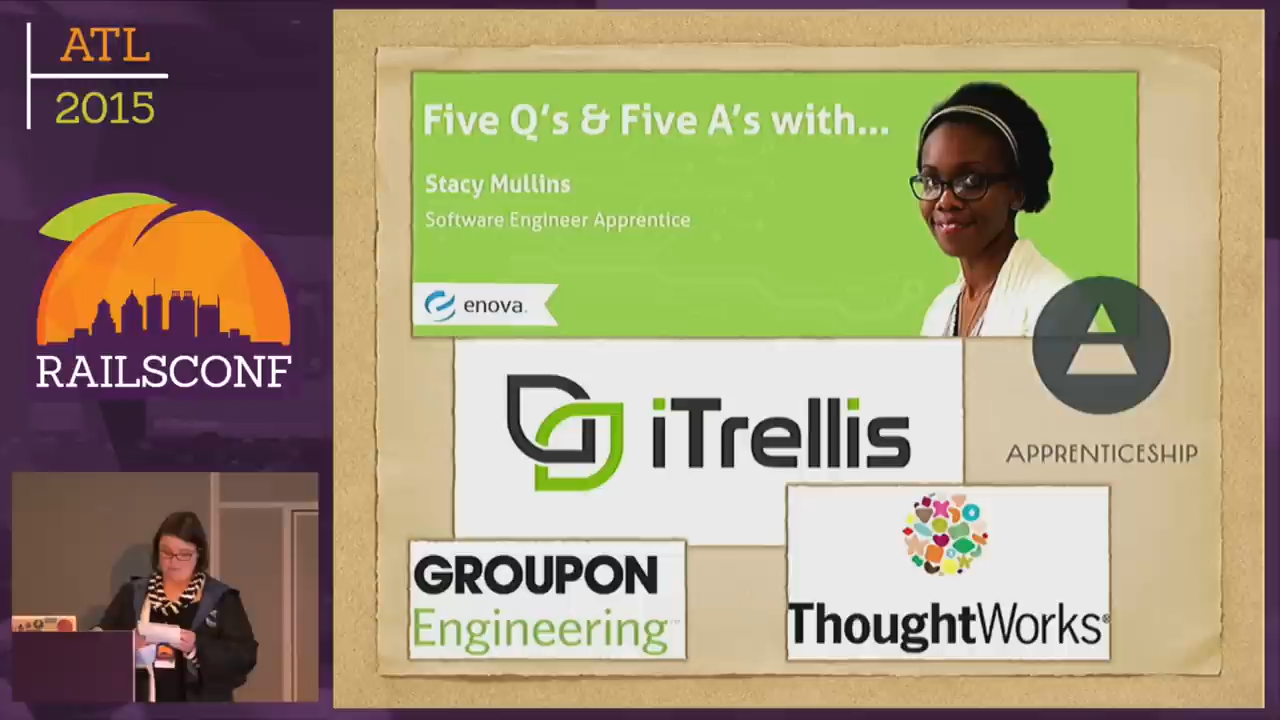 ATL
2015
RAILSCONF
Five Q's & Five A's with...
Stacy Mullins
Software Engineer Apprentice
enova.
iTrellis
APPRENTICESHIP
GROUPON
Engineering
ThoughtWorks®